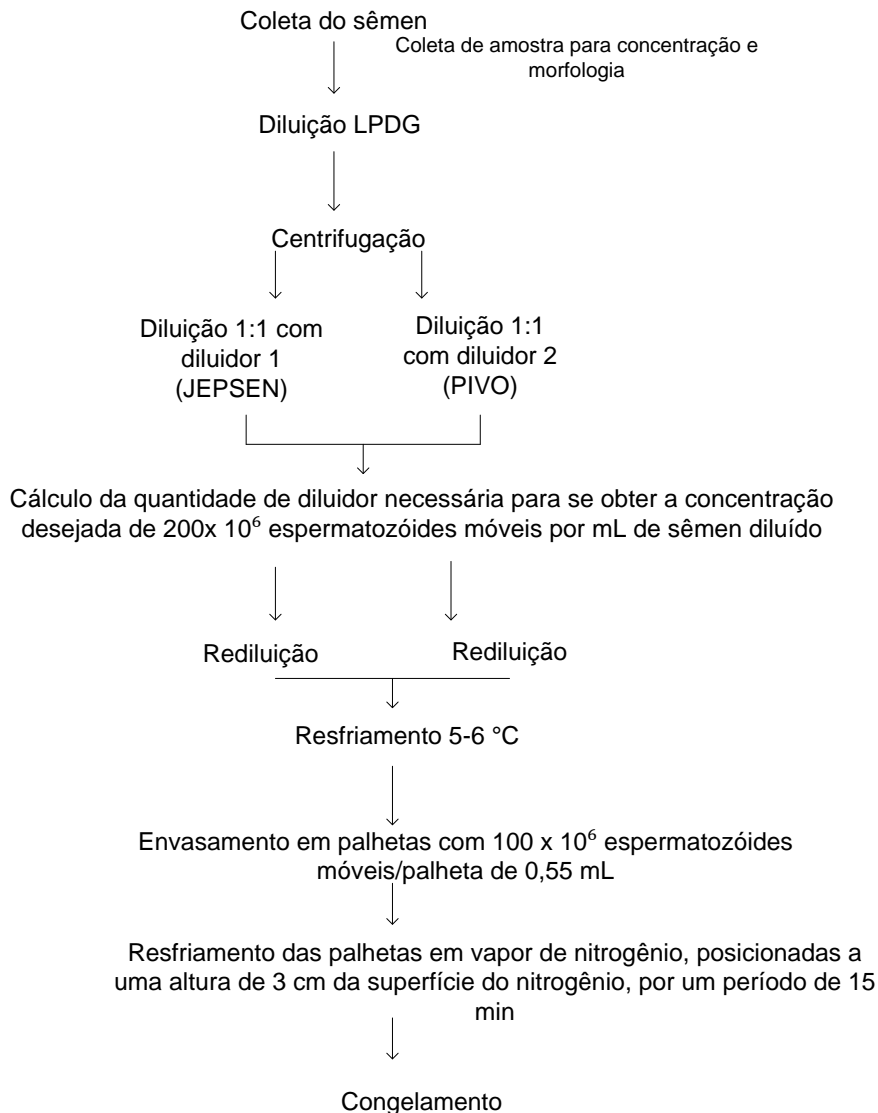 Coleta do sêmen
Coleta de amostra para concentração e
morfologia
Diluição LPDG
Centrifugação
Diluição 1:1 com
diluidor 1
(JEPSEN)
Diluição 1:1
com diluidor 2
(PIVO)
Cálculo da quantidade de diluidor necessária para se obter a concentração
desejada de 200x 10⁶ espermatozóides móveis por mL de sêmen diluído
Rediluição
Rediluição
Resfriamento 5-6 °C
Envasamento em palhetas com 100 x 10⁶ espermatozóides
móveis/palheta de 0,55 mL
Resfriamento das palhetas em vapor de nitrogênio, posicionadas a
uma altura de 3 cm da superfície do nitrogênio, por um período de 15
min
Congelamento